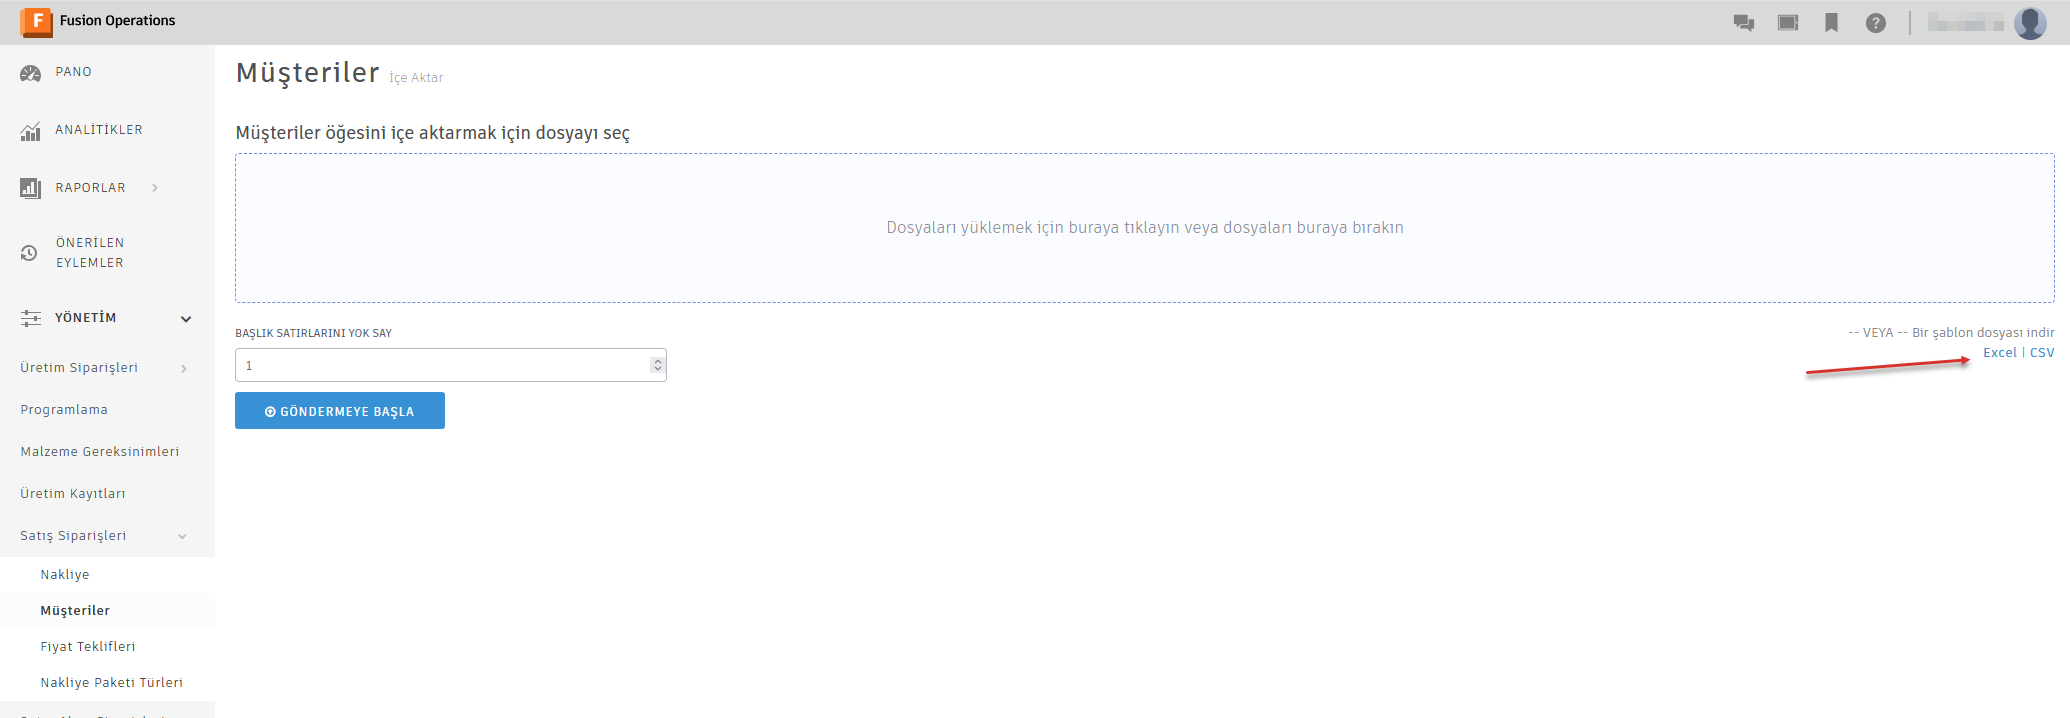 F Fusion Operations
?
PANO
ANALİTİKLER
RAPORLAR
ÖNERİLEN
EYLEMLER
YÖNETİM
Üretim Siparişleri
Programlama
Malzeme Gereksinimleri
Üretim Kayıtları
Satış Siparişleri
Nakliye
Müşteriler
Fiyat Teklifleri
Nakliye Paketi Türleri
Müşteriler İçe Aktar
Müşteriler öğesini içe aktarmak için dosyayı seç
Dosyaları yüklemek için buraya tıklayın veya dosyaları buraya bırakın
BAŞLIK SATIRLARINI YOK SAY
1
GÖNDERMEYE BAŞLA
-- VEYA -- Bir şablon dosyası indir
Excel | CSV